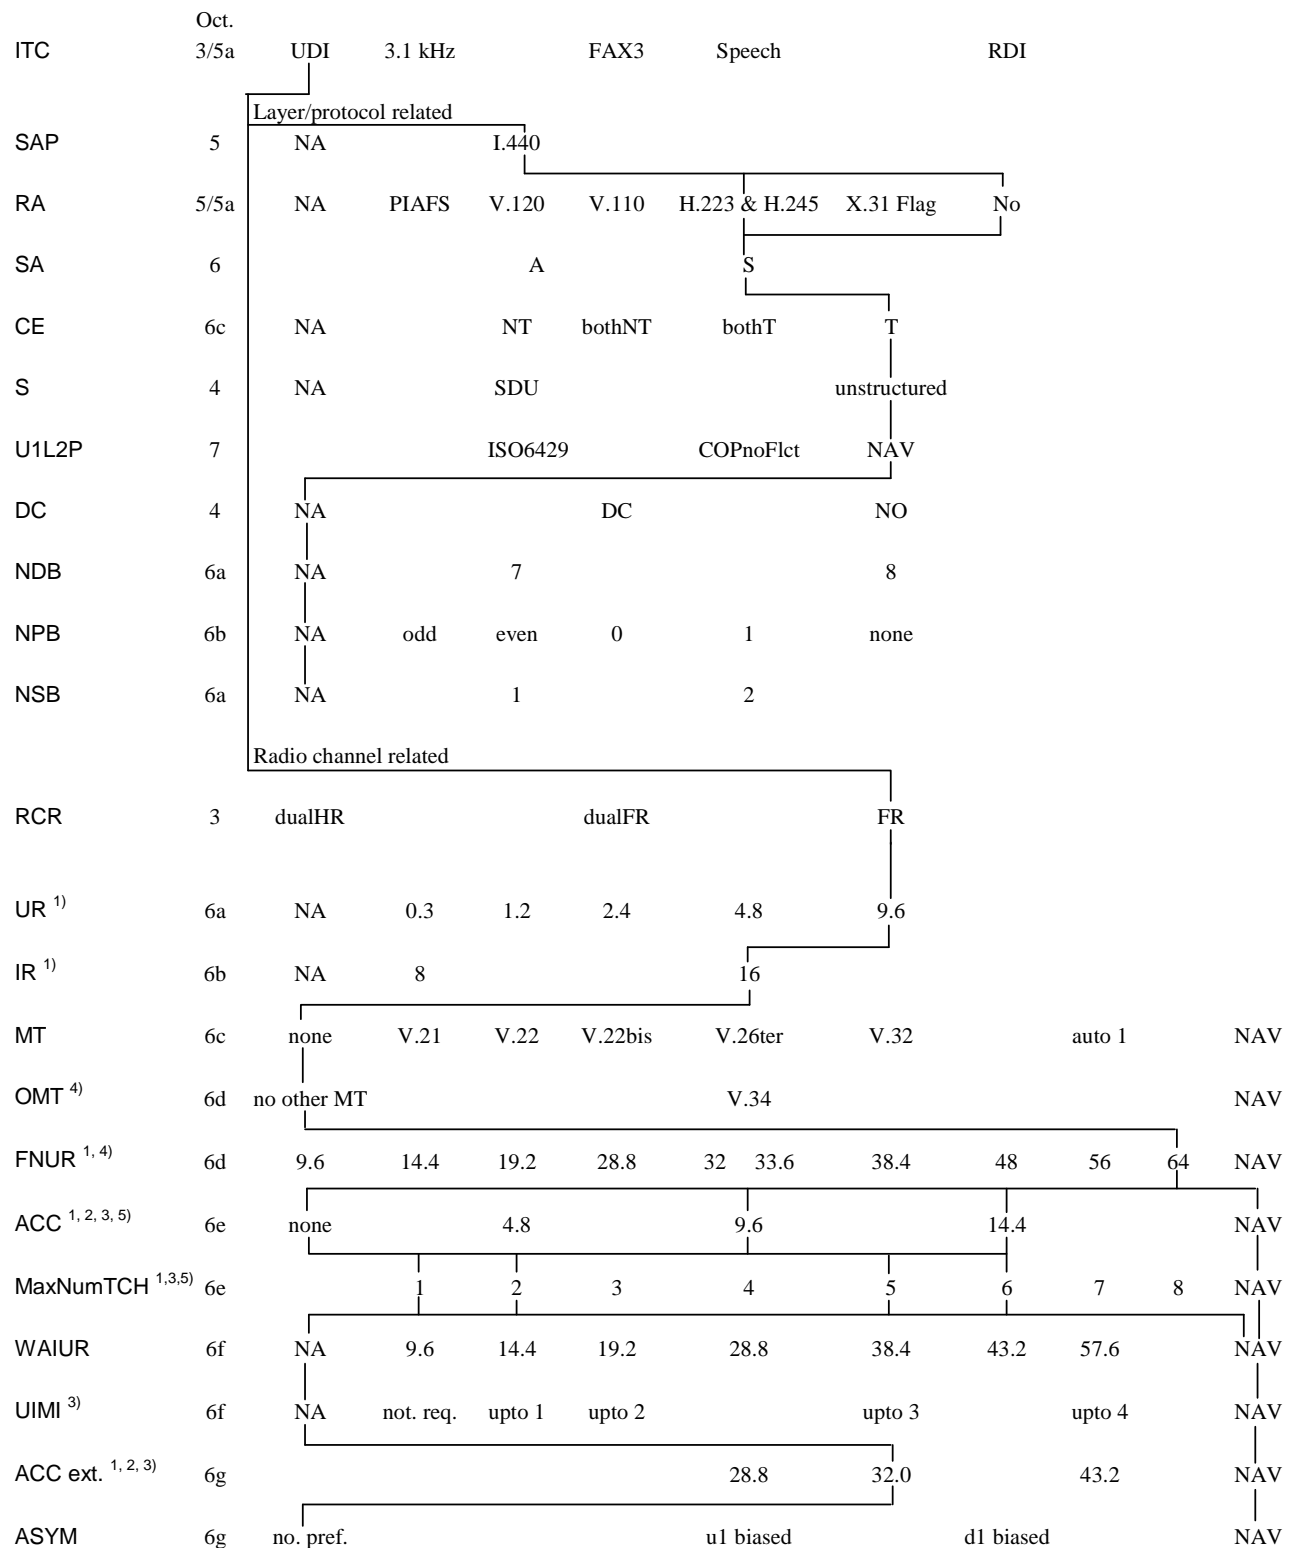 Oct.
ITC 3/5a UDI 3.1 kHz FAX3 Speech RDI
Layer/protocol related
SAP 5 NA I.440
RA 5/5a NA PIAFS V.120 V.110 H.223 & H.245 X.31 Flag No
SA 6 A S
CE 6c NA NT bothNT bothT T
S 4 NA SDU unstructured
U1L2P 7 ISO6429 COPnoFlct NAV
DC 4 NA DC NO
NDB 6a NA 7 8
NPB 6b NA odd even 0 1 none
NSB 6a NA 1 2
Radio channel related
RCR 3 dualHR dualFR FR
UR 1) 6a NA 0.3 1.2 2.4 4.8 9.6
IR 1) 6b NA 8 16
MT 6c none V.21 V.22 V.22bis V.26ter V.32 auto 1 NAV
OMT 4) 6d no other MT V.34 NAV
FNUR 1, 4) 6d 9.6 14.4 19.2 28.8 32 33.6 38.4 48 56 64 NAV
ACC 1, 2, 3, 5) 6e none 4.8 9.6 14.4 NAV
MaxNumTCH 1,3,5) 6e 1 2 3 4 5 6 7 8 NAV
WAIUR 6f NA 9.6 14.4 19.2 28.8 38.4 43.2 57.6 NAV
UIMI 3) 6f NA not. req. upto 1 upto 2 upto 3 upto 4 NAV
ACC ext. 1, 2, 3) 6g 28.8 32.0 43.2 NAV
ASYM 6g no. pref. u1 biased d1 biased NAV